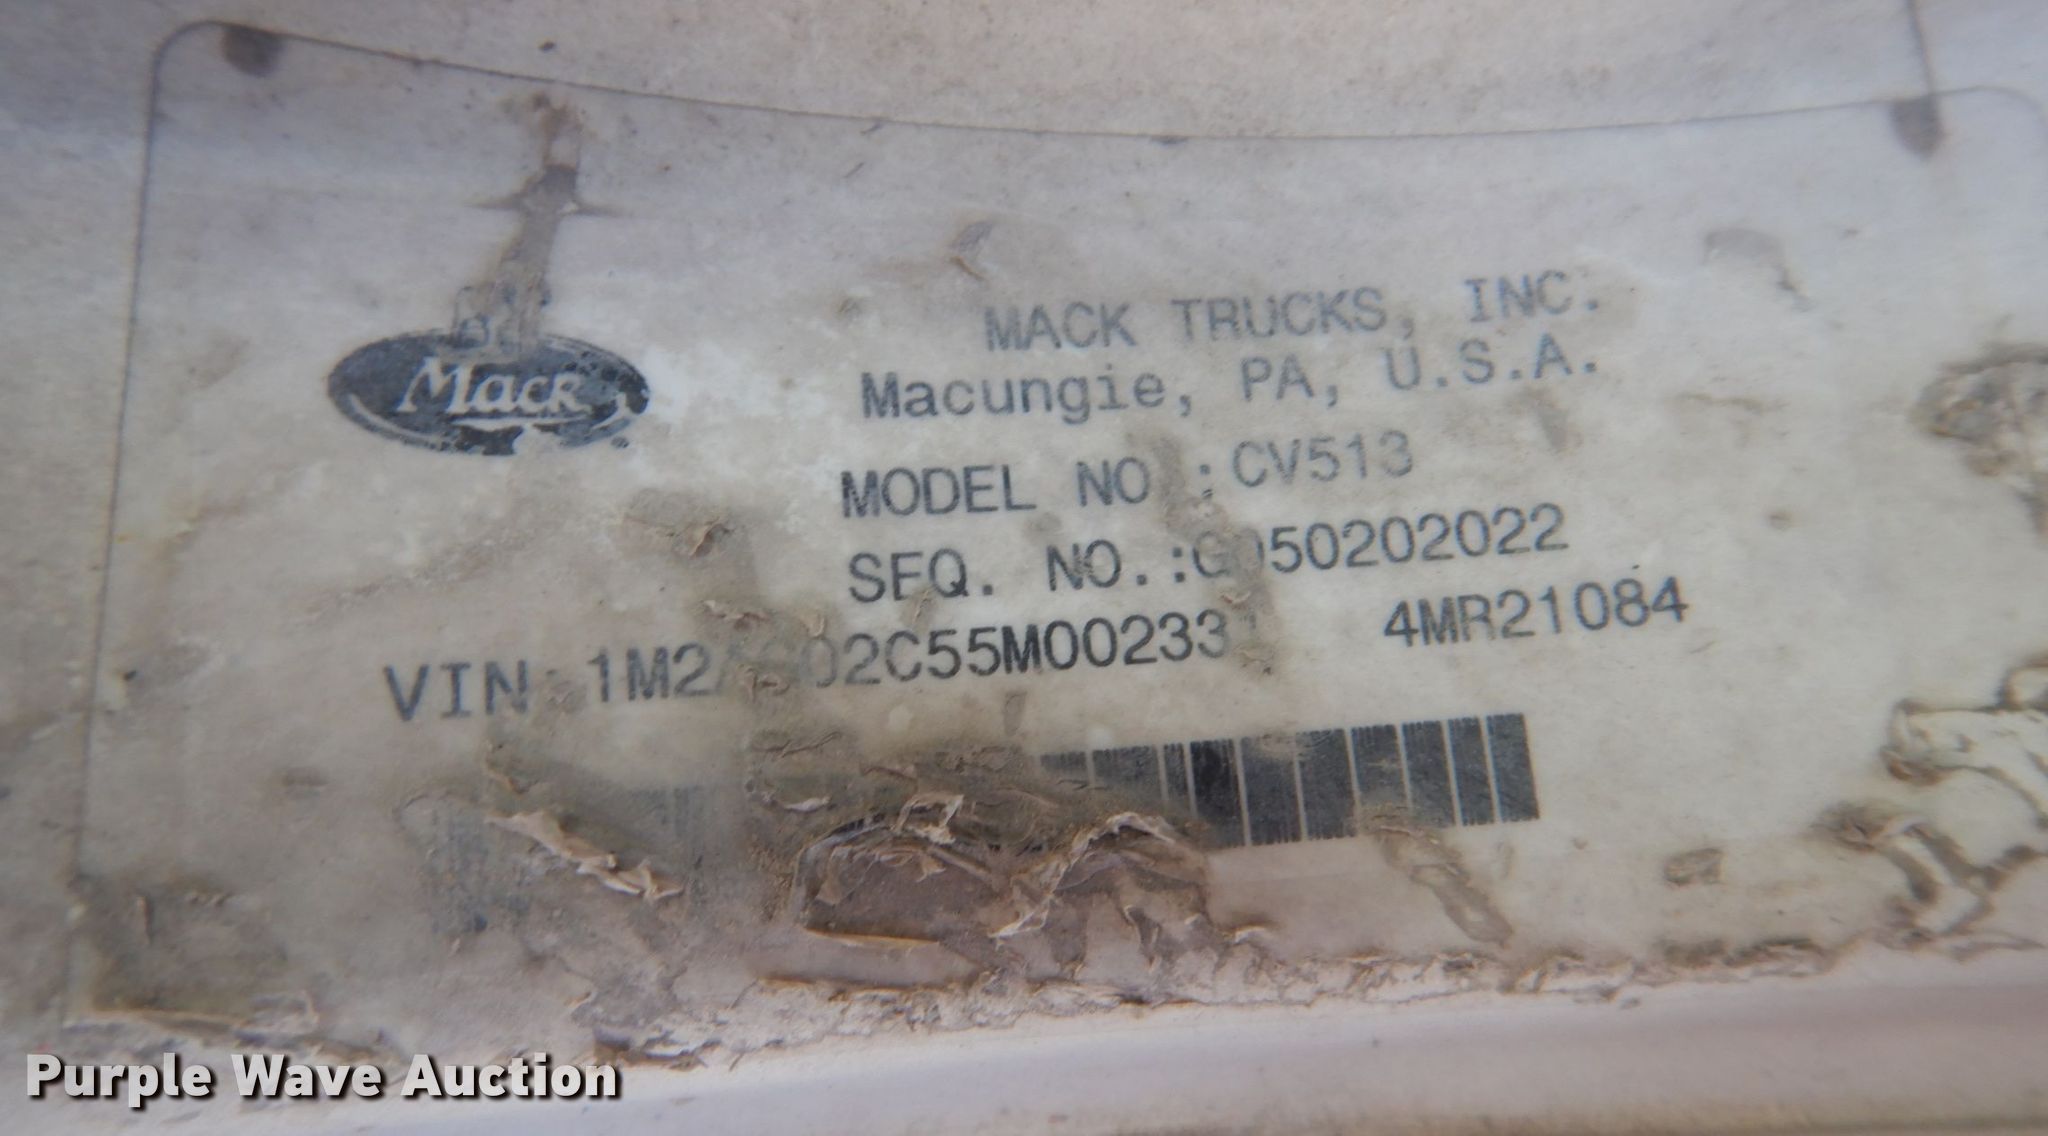 Mack
MACK TRUCKS, INC.
Macungie, PA, U.S.A.
MODEL NO :CV513
SEQ. NO.:
VIN
4MR21084
Purple Wave Auction